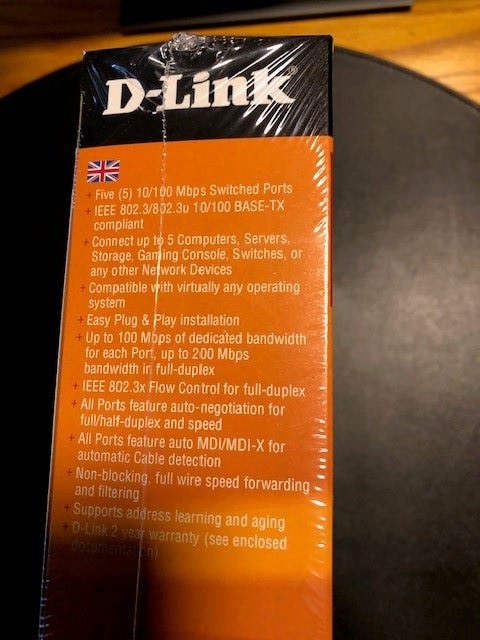 D-Link®
+ Five (5) 10/100 Mbps Switched Ports
+ IEEE 802.3/802.3u 10/100 BASE-TX
compliant
+ Connect up to 5 Computers, Servers,
Storage, Gaming Console, Switches, or
any other Network Devices
+ Compatible with virtually any operating
system
+ Easy Plug & Play installation
+ Up to 100 Mbps of dedicated bandwidth
for each Port, up to 200 Mbps
bandwidth in full-duplex
+ IEEE 802.3x Flow Control for full-duplex
+ All Ports feature auto-negotiation for
full/half-duplex and speed
+ All Ports feature auto MDI/MDI-X for
automatic Cable detection
+ Non-blocking, full wire speed forwarding
and filtering
+ Supports address learning and aging
+ D-Link 2 year warranty (see enclosed
documentation)